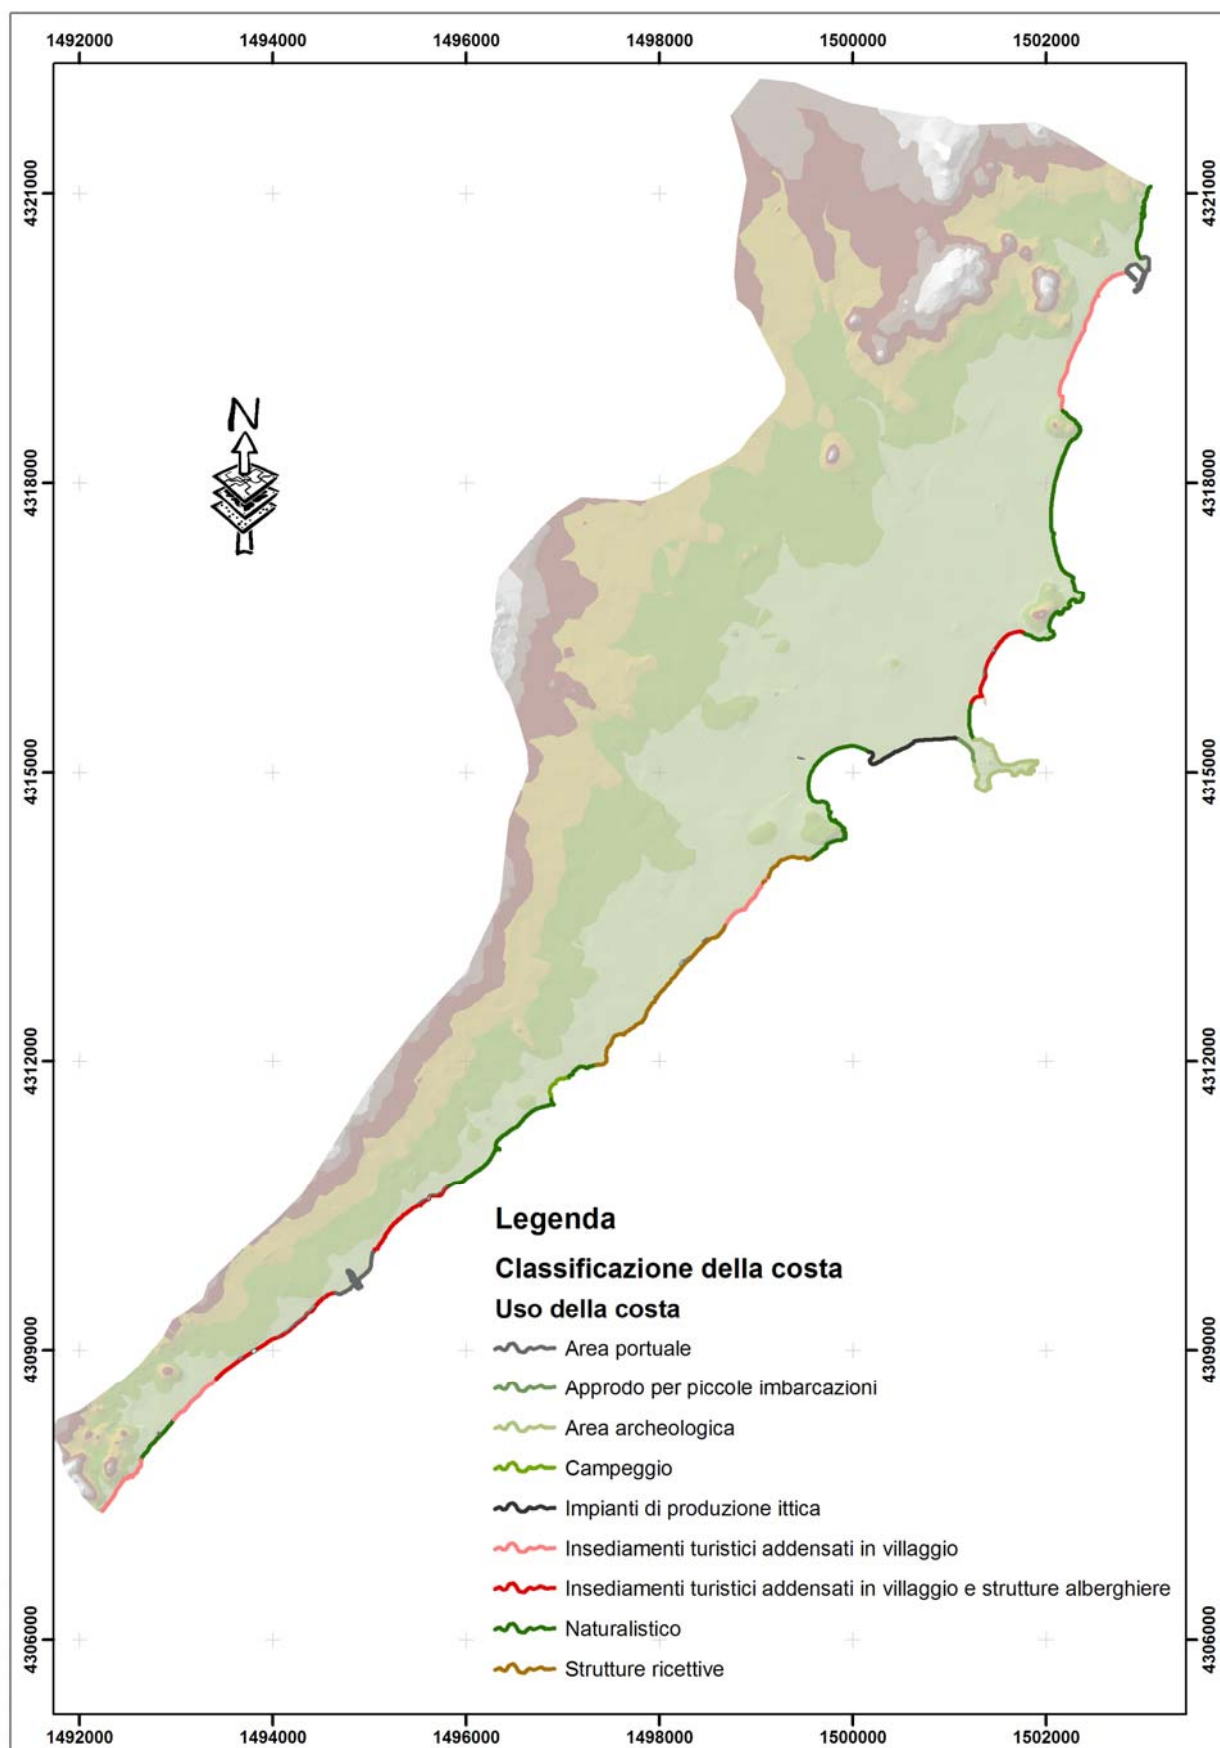 1492000 1494000 1496000 1498000 1500000 1502000
4321000 4321000
N
4318000 4318000
4315000 4315000
4312000 4312000
Legenda
Classificazione della costa
Uso della costa
Area portuale
4309000 4309000
Approdo per piccole imbarcazioni
Area archeologica
Campeggio
Impianti di produzione ittica
Insediamenti turistici addensati in villaggio
Insediamenti turistici addensati in villaggio e strutture alberghiere
Naturalistico
4306000 4306000
Strutture ricettive
1492000 1494000 1496000 1498000 1500000 1502000